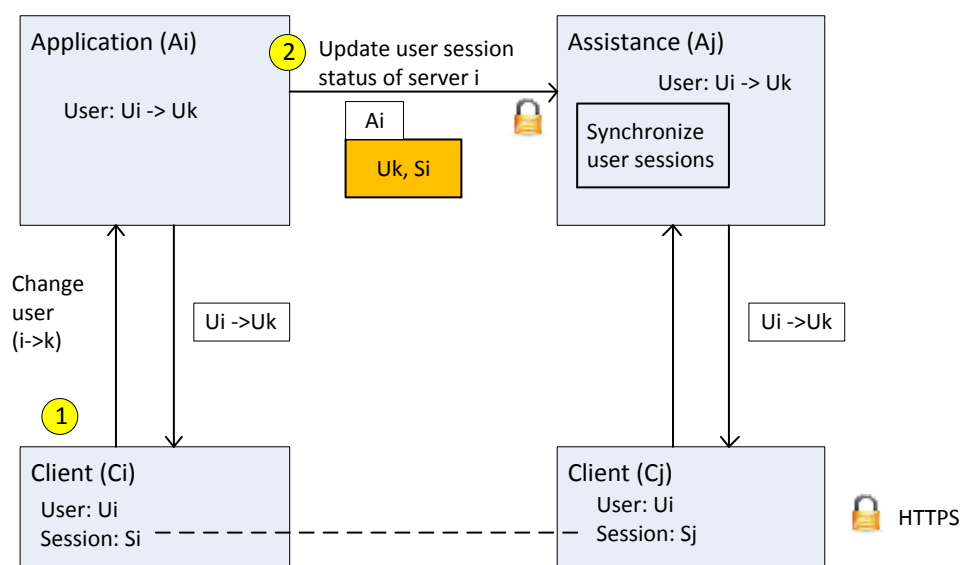 Application (Ai)
User: Ui -> Uk
2
Update user session
status of server i
Ai
Uk, Si
Assistance (Aj)
User: Ui -> Uk
Synchronize
user sessions
Change
user
(i->k)
Ui ->Uk
Ui ->Uk
1
Client (Ci)
User: Ui
Session: Si
Client (Cj)
User: Ui
Session: Sj
HTTPS